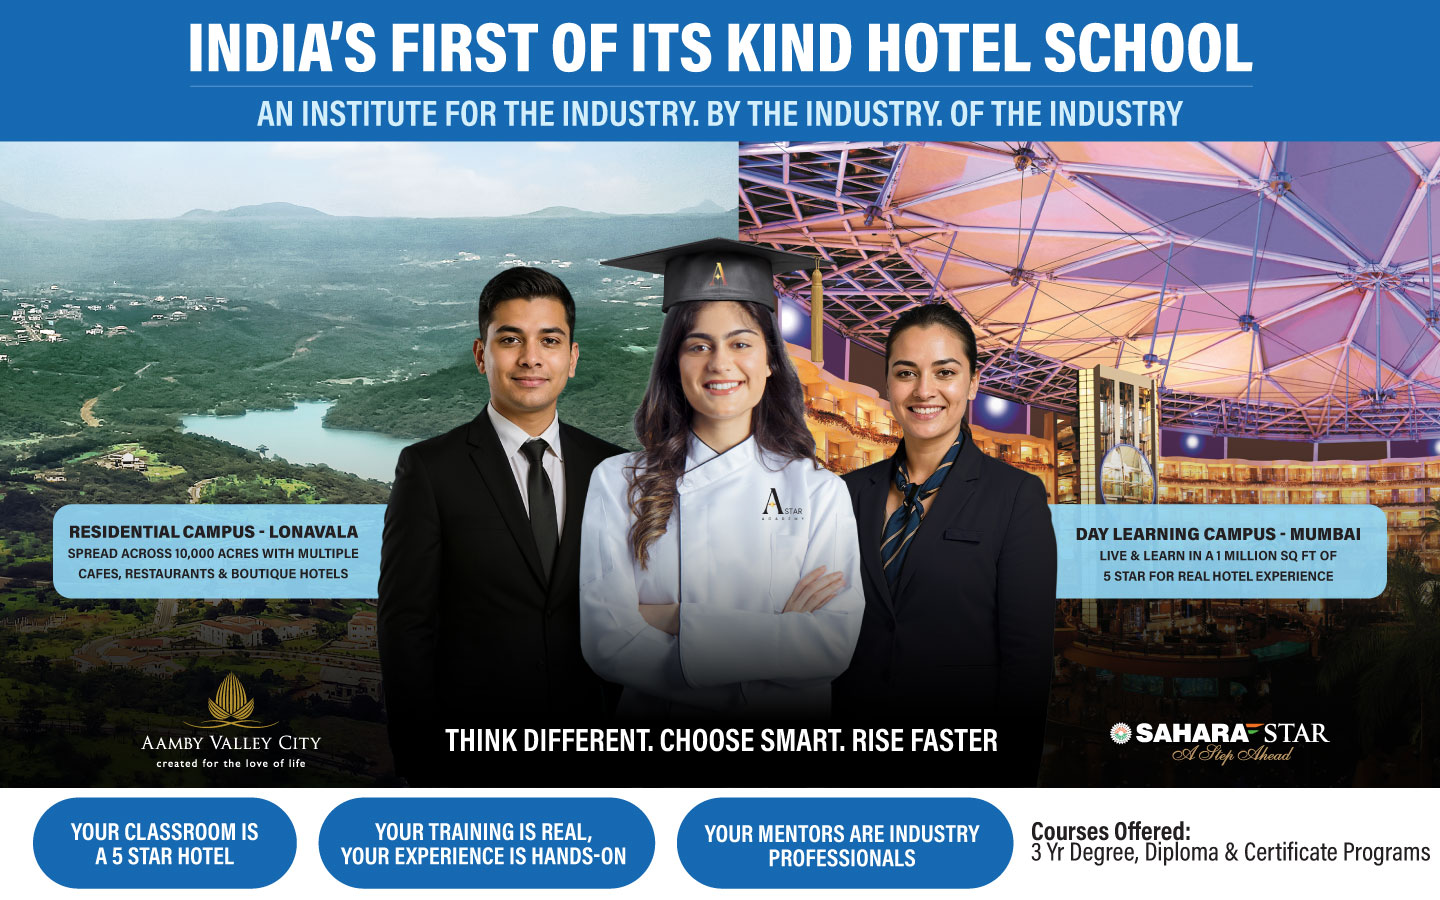 INDIA'S FIRST OF ITS KIND HOTEL SCHOOL
AN INSTITUTE FOR THE INDUSTRY. BY THE INDUSTRY. OF THE INDUSTRY
A
A STAR
ACADEMY
RESIDENTIAL CAMPUS - LONAVALA
SPREAD ACROSS 10,000 ACRES WITH MULTIPLE
CAFES, RESTAURANTS & BOUTIQUE HOTELS
DAY LEARNING CAMPUS - MUMBAI
LIVE & LEARN IN A 1 MILLION SQ FT OF
5 STAR FOR REAL HOTEL EXPERIENCE
AAMBY VALLEY CITY
created for the love of life
THINK DIFFERENT. CHOOSE SMART. RISE FASTER
SAHARA STAR
A Step Ahead
YOUR CLASSROOM IS
A 5 STAR HOTEL
YOUR TRAINING IS REAL,
YOUR EXPERIENCE IS HANDS-ON
YOUR MENTORS ARE INDUSTRY
PROFESSIONALS
Courses Offered:
3 Yr Degree, Diploma & Certificate Programs